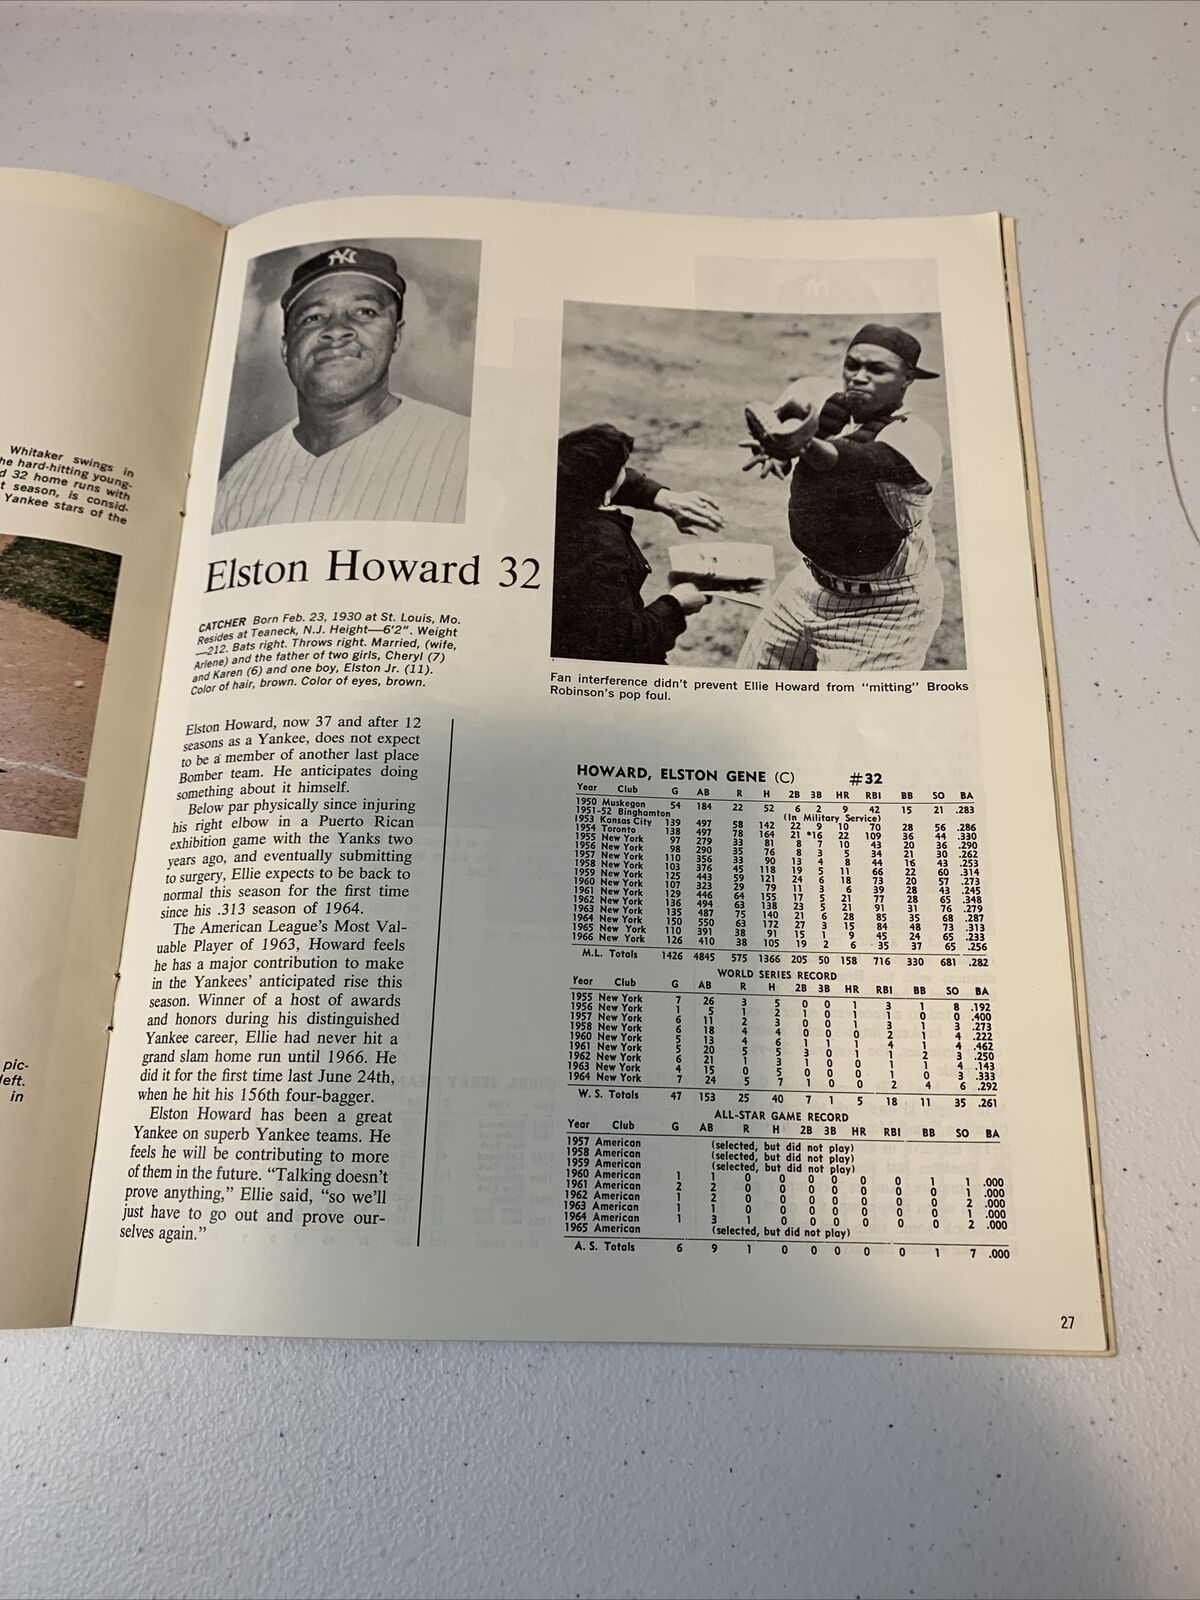 Whitaker swings in
he hard-hitting young-
d 32 home runs with
t season, is consid-
Yankee stars of the
pic-
left.
in
NY
Elston Howard 32
CATCHER Born Feb. 23, 1930 at St. Louis, Mo.
Resides at Teaneck, N.J. Height—6'2". Weight
—212. Bats right. Throws right. Married, (wife,
Arlene) and the father of two girls, Cheryl (7)
and Karen (6) and one boy, Elston Jr. (11).
Color of hair, brown. Color of eyes, brown.
Elston Howard, now 37 and after 12
seasons as a Yankee, does not expect
to be a member of another last place
Bomber team. He anticipates doing
something about it himself.
Below par physically since injuring
his right elbow in a Puerto Rican
exhibition game with the Yanks two
years ago, and eventually submitting
to surgery, Ellie expects to be back to
normal this season for the first time
since his .313 season of 1964.
The American League's Most Val-
uable Player of 1963, Howard feels
he has a major contribution to make
in the Yankees' anticipated rise this
season. Winner of a host of awards
and honors during his distinguished
Yankee career, Ellie had never hit a
grand slam home run until 1966. He
did it for the first time last June 24th,
when he hit his 156th four-bagger.
Elston Howard has been a great
Yankee on superb Yankee teams. He
feels he will be contributing to more
of them in the future. "Talking doesn't
prove anything," Ellie said, "so we'll
just have to go out and prove our-
selves again."
Fan interference didn't prevent Ellie Howard from "mitting" Brooks
Robinson's pop foul.
HOWARD, ELSTON GENE (C) #32
Year Club G AB R H 2B 3B HR RBI BB SO BA
1950 Muskegon 54 184 22 52 6 2 9 42 15 21 .283
1951-52 Binghamton (In Military Service)
1953 Kansas City 139 497 58 142 22 9 10 70 28 56 .286
1954 Toronto 138 497 78 164 21 *16 22 109 36 44 .330
1955 New York 97 279 33 81 8 7 10 43 20 36 .290
1956 New York 98 290 35 76 8 3 5 34 21 30 .262
1957 New York 110 356 33 90 13 4 8 44 16 43 .253
1958 New York 103 376 45 118 19 5 11 66 22 60 .314
1959 New York 125 443 59 121 24 6 18 73 20 57 .273
1960 New York 107 323 29 79 11 3 6 39 28 43 .245
1961 New York 129 446 64 155 17 5 21 77 28 65 .348
1962 New York 136 494 63 138 23 5 21 91 31 76 .279
1963 New York 135 487 75 140 21 6 28 85 35 68 .287
1964 New York 150 550 63 172 27 3 15 84 48 73 .313
1965 New York 110 391 38 91 15 1 9 45 24 65 .233
1966 New York 126 410 38 105 19 2 6 35 37 65 .256
M.L. Totals 1426 4845 575 1366 205 50 158 716 330 681 .282
WORLD SERIES RECORD
Year Club G AB R H 2B 3B HR RBI BB SO BA
1955 New York 7 26 3 5 0 0 1 3 1 8 .192
1956 New York 1 5 1 2 1 0 1 1 0 0 .400
1957 New York 6 11 2 3 0 0 1 3 1 3 .273
1958 New York 6 18 4 4 0 0 0 2 1 4 .222
1960 New York 5 13 4 6 1 1 1 4 1 4 .462
1961 New York 5 20 5 5 3 0 1 1 2 3 .250
1962 New York 6 21 1 3 1 0 0 1 1 4 .143
1963 New York 4 15 0 5 0 0 0 1 1 3 .333
1964 New York 7 24 5 7 1 0 0 2 4 6 .292
W. S. Totals 47 153 25 40 7 1 5 18 11 35 .261
ALL-STAR GAME RECORD
Year Club G AB R H 2B 3B HR RBI BB SO BA
1957 American (selected, but did not play)
1958 American (selected, but did not play)
1959 American (selected, but did not play)
1960 American 1 1 0 0 0 0 0 0 1 1 .000
1961 American 2 2 0 0 0 0 0 0 0 1 .000
1962 American 1 2 0 0 0 0 0 0 0 2 .000
1963 American 1 1 0 0 0 0 0 0 0 1 .000
1964 American 1 3 1 0 0 0 0 0 0 2 .000
1965 American (selected, but did not play)
A. S. Totals 6 9 1 0 0 0 0 0 1 7 .000
27